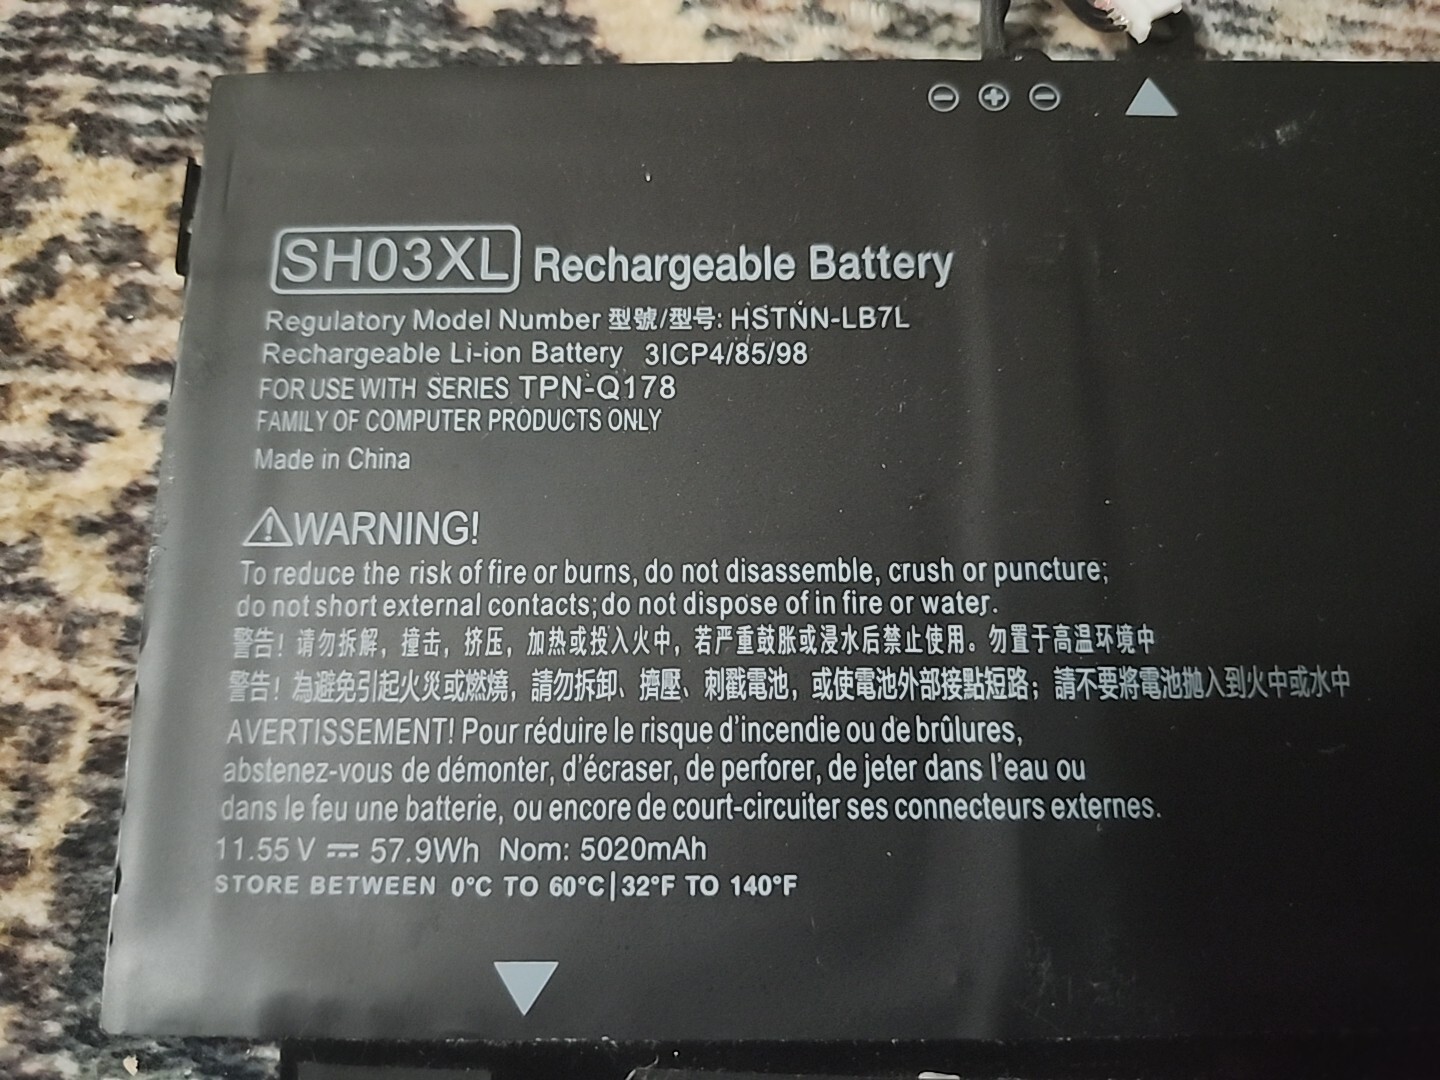 SH03XL Rechargeable Battery
Regulatory Model Number 型號/型号: HSTNN-LB7L
Rechargeable Li-ion Battery 3ICP4/85/98
FOR USE WITH SERIES TPN-Q178
FAMILY OF COMPUTER PRODUCTS ONLY
Made in China
⚠WARNING!
To reduce the risk of fire or burns, do not disassemble, crush or puncture;
do not short external contacts; do not dispose of in fire or water.
警告! 请勿拆解, 撞击, 挤压, 加热或投入火中, 若严重鼓胀或浸水后禁止使用。勿置于高温环境中
警告! 為避免引起火災或燃燒, 請勿拆卸、擠壓、刺戳電池, 或使電池外部接點短路; 請不要將電池拋入到火中或水中
AVERTISSEMENT! Pour réduire le risque d'incendie ou de brûlures,
abstenez-vous de démonter, d'écraser, de perforer, de jeter dans l'eau ou
dans le feu une batterie, ou encore de court-circuiter ses connecteurs externes.
11.55 V ⎓ 57.9Wh Nom: 5020mAh
STORE BETWEEN 0°C TO 60°C|32°F TO 140°F